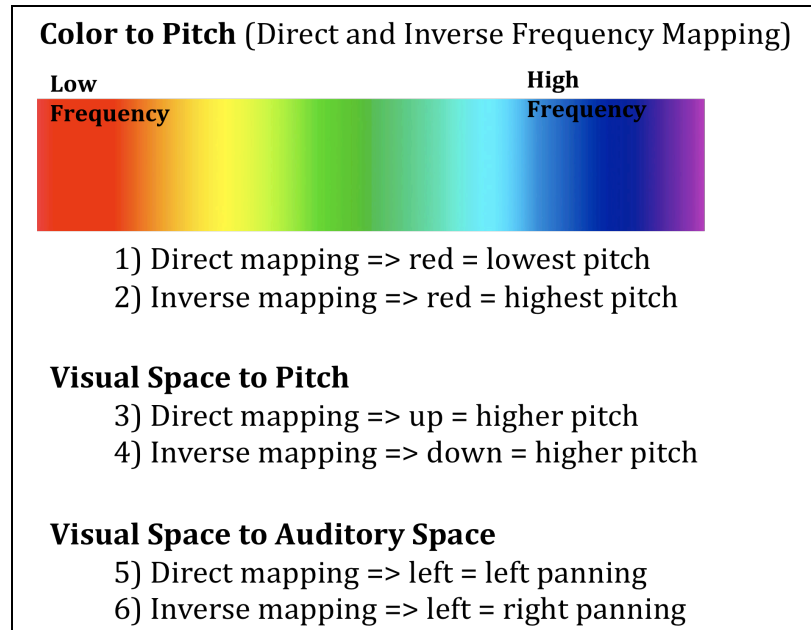 Color to Pitch (Direct and Inverse Frequency Mapping)
Low
Frequency
High
Frequency
1) Direct mapping => red = lowest pitch
2) Inverse mapping => red = highest pitch
Visual Space to Pitch
3) Direct mapping => up = higher pitch
4) Inverse mapping => down = higher pitch
Visual Space to Auditory Space
5) Direct mapping => left = left panning
6) Inverse mapping => left = right panning